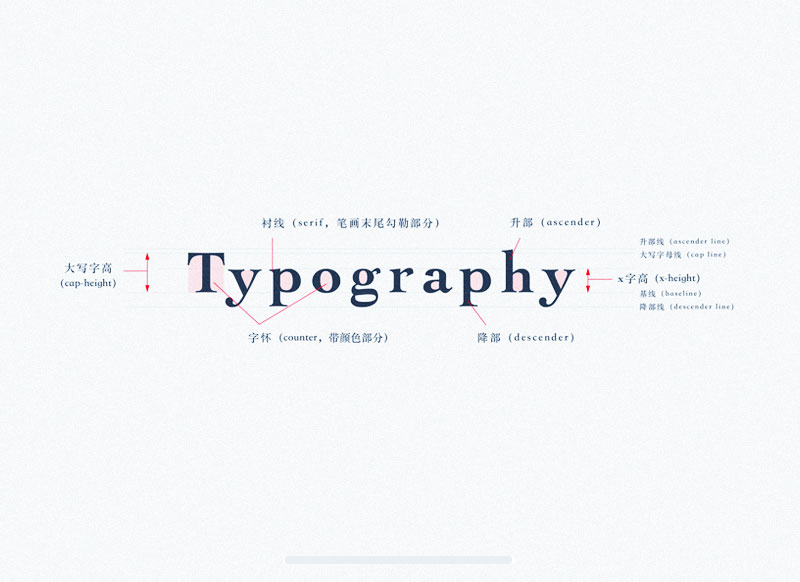 衬线（serif，笔画末尾勾勒部分）
升部（ascender）
升部线（ascender line）
大写字母线（cap line）
大写字高
(cap-height)
Typography
x字高（x-height）
基线（baseline）
降部线（descender line）
字怀（counter，带颜色部分）
降部（descender）